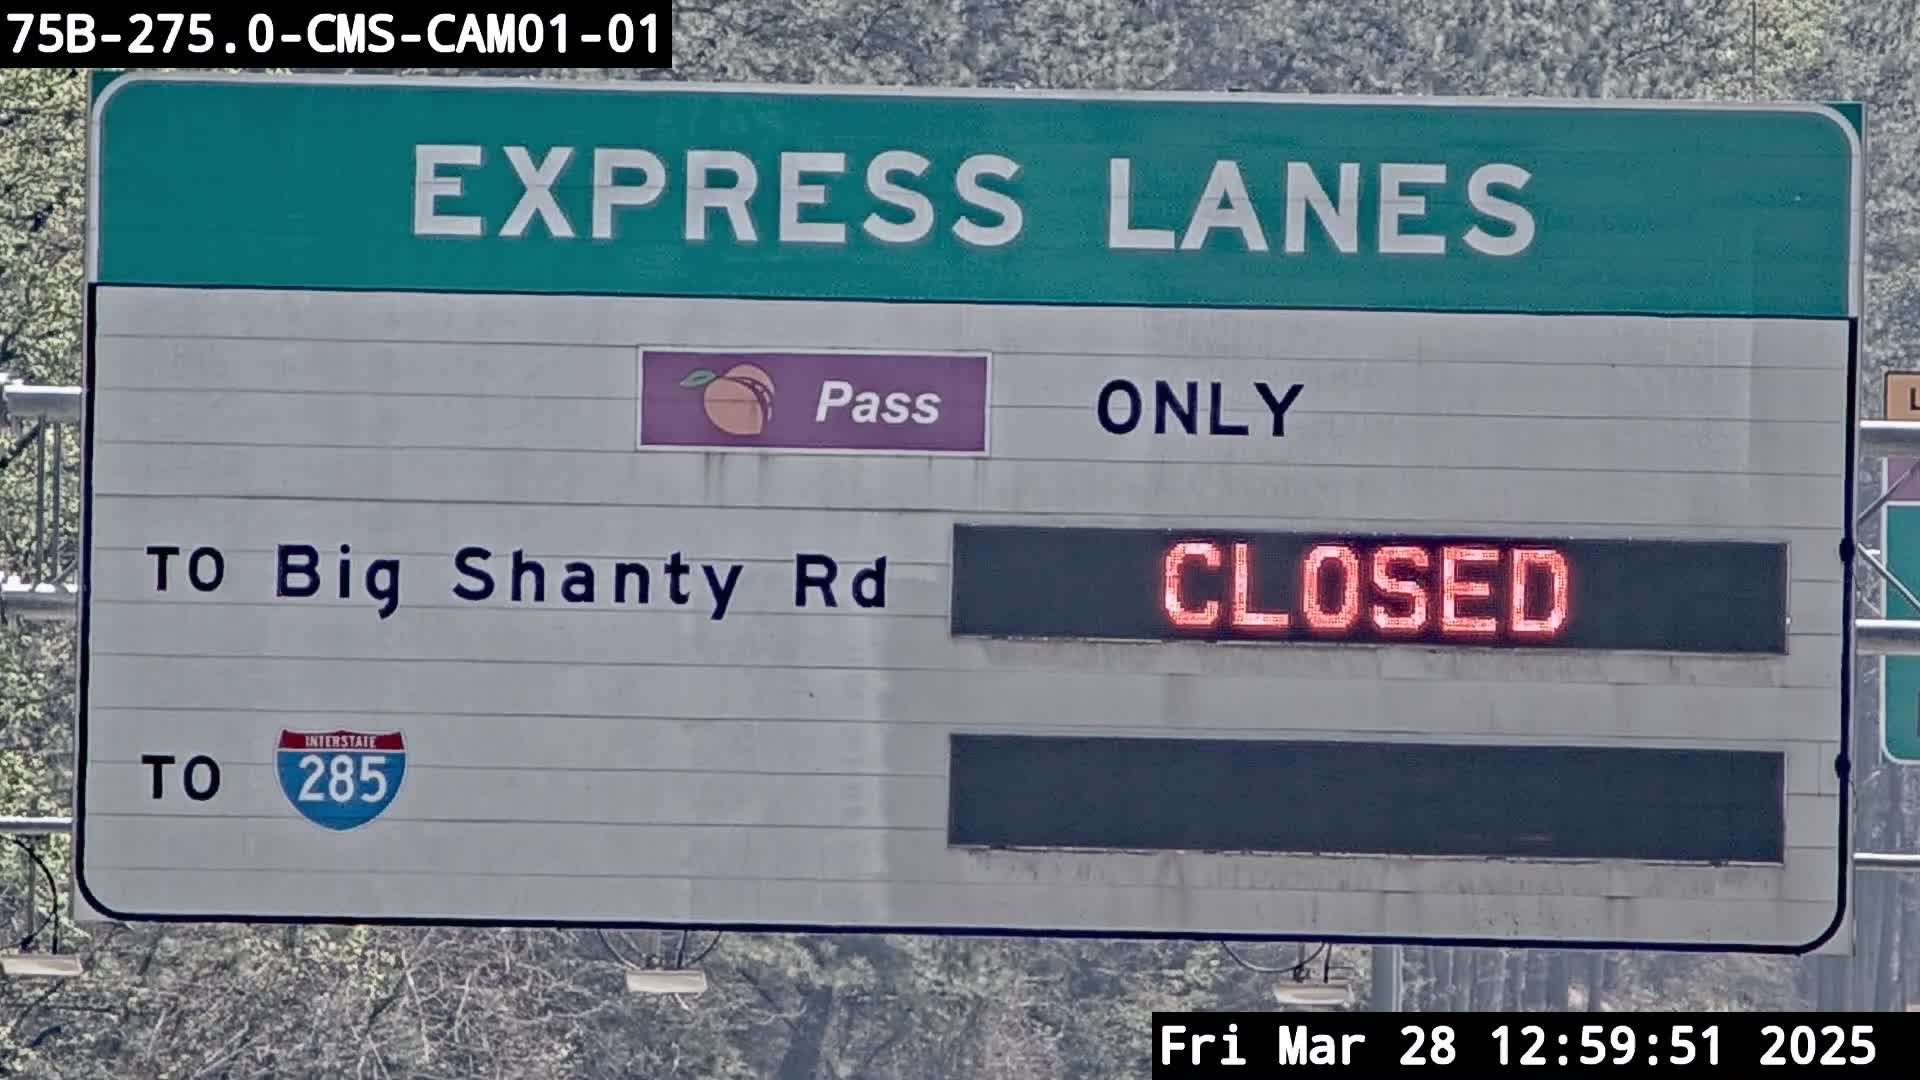 75B-275.0-CMS-CAM01-01
EXPRESS LANES
Pass ONLY
TO Big Shanty Rd CLOSED
TO INTERSTATE 285
Fri Mar 28 12:59:51 2025